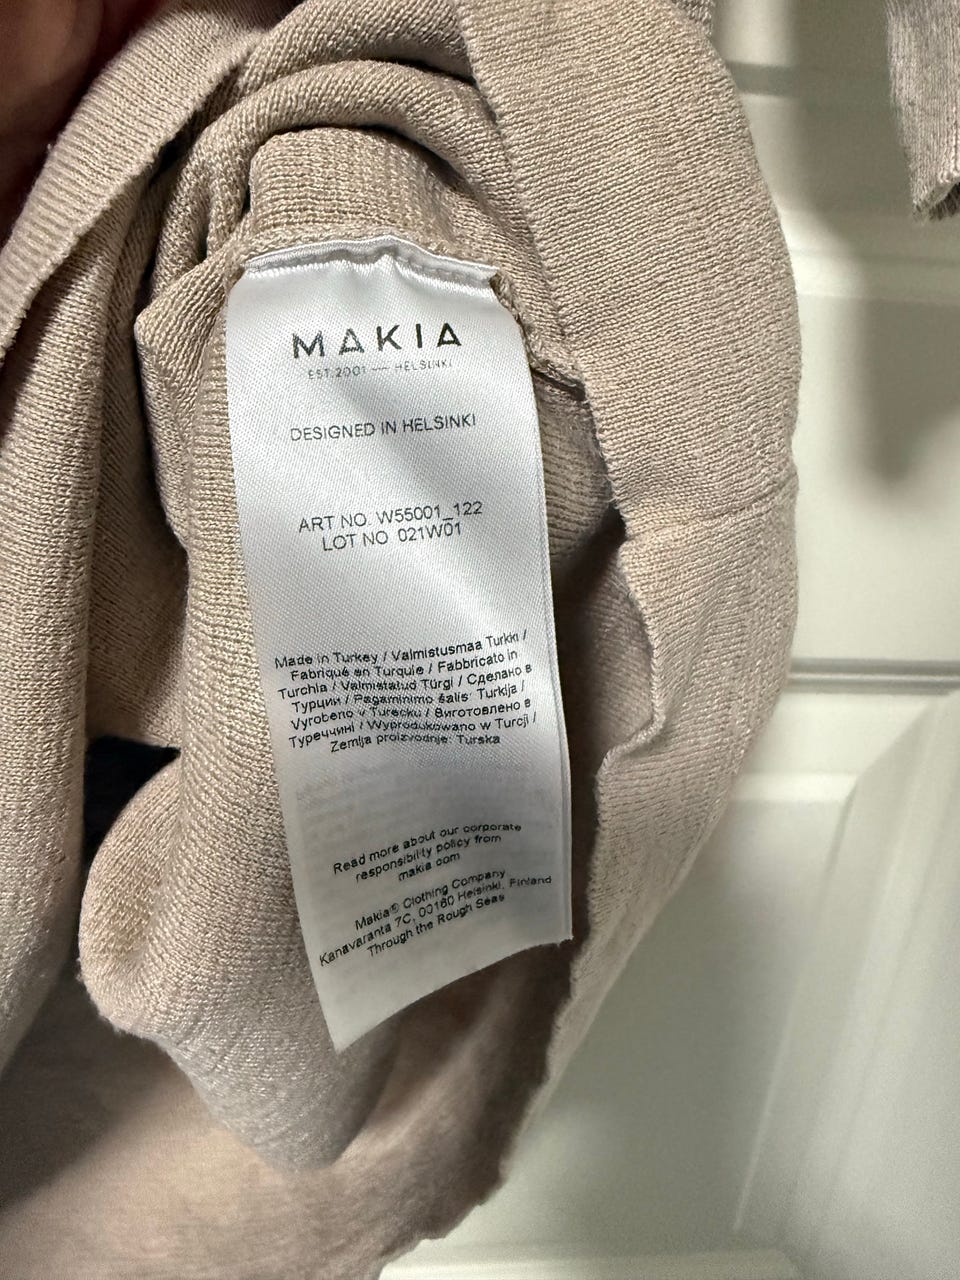 MAKIA
EST.2001 — HELSINKI
DESIGNED IN HELSINKI
ART NO. W55001_122
LOT NO 021W01
Made in Turkey / Valmistusmaa Turkki /
Fabriqué en Turquie / Fabbricato in
Turchia / Valmistatud Türgi / Сделано в
Турции / Pagaminimo šalis: Turkija /
Vyrobeno v Turecku / Виготовлено в
Туреччині / Wyprodukowano w Turcji /
Zemlja proizvodnje: Turska
Read more about our corporate
responsibility policy from
makia.com
Makia® Clothing Company
Kanavaranta 7C, 00160 Helsinki, Finland
Through the Rough Seas